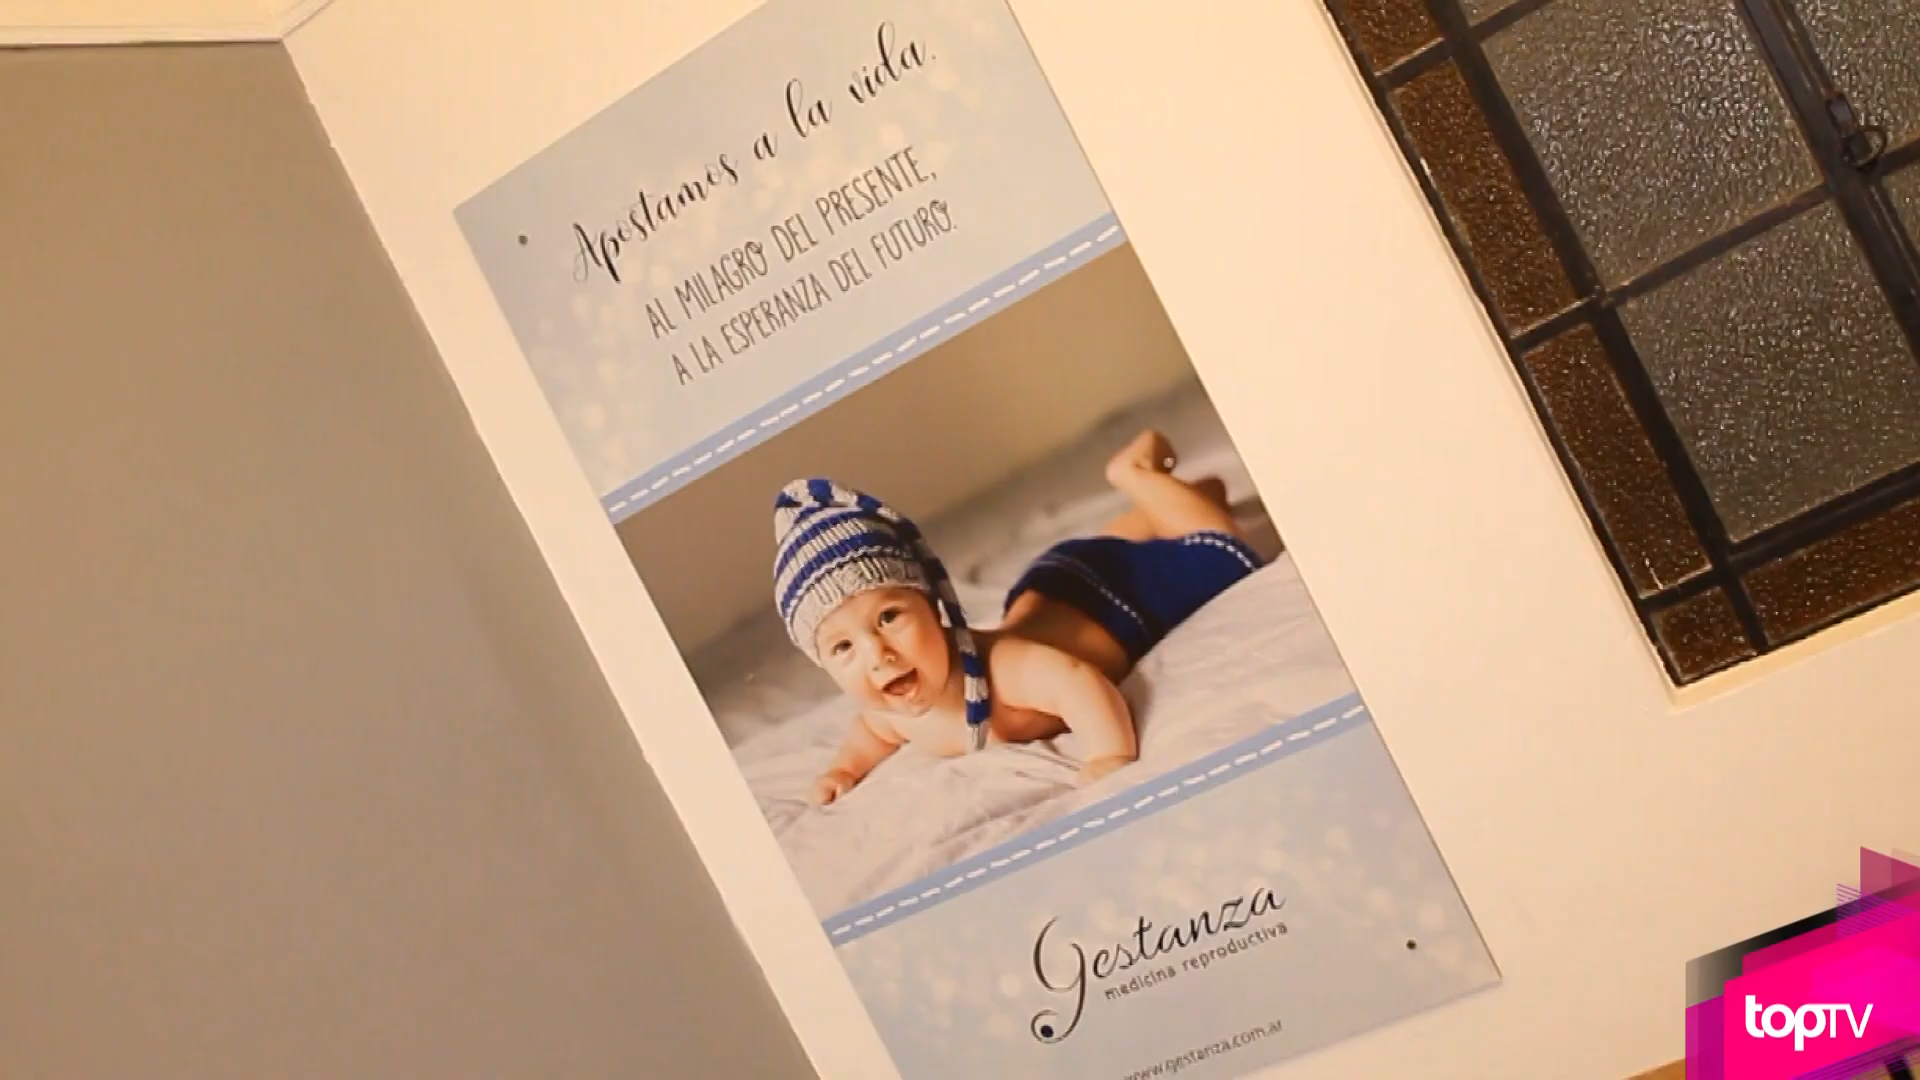 Apostamos a la vida.
AL MILAGRO DEL PRESENTE,
A LA ESPERANZA DEL FUTURO.
Gestanza
medicina reproductiva
www.gestanza.com.ar
topTV